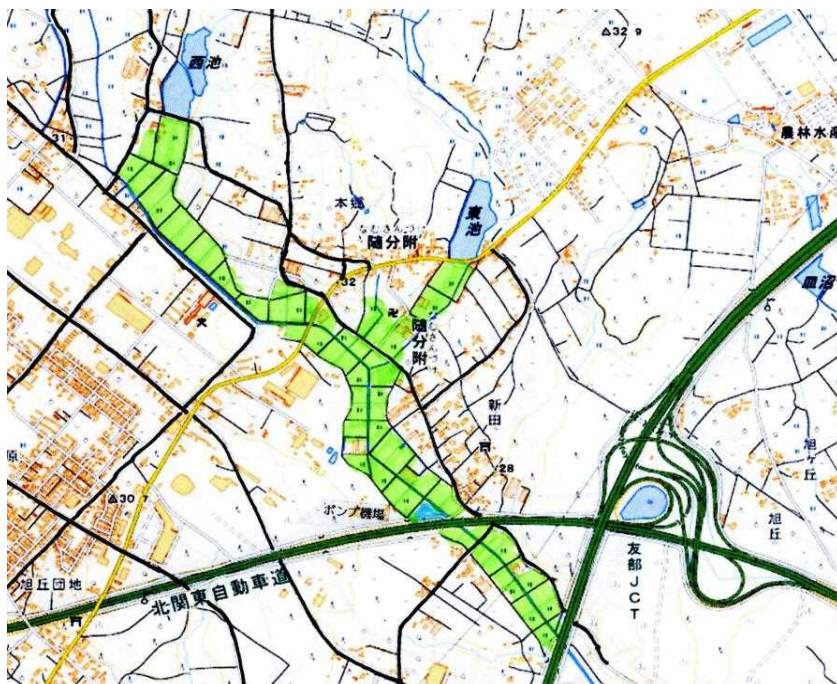 西池
△32 9
31
農林水産
本郷
東池
なむさんづけ
随分附
皿沼
32
卍
随分附
新田
28
原
△30 7
ポンプ機場
旭ヶ丘
旭丘
友部JCT
旭丘団地
北関東自動車道